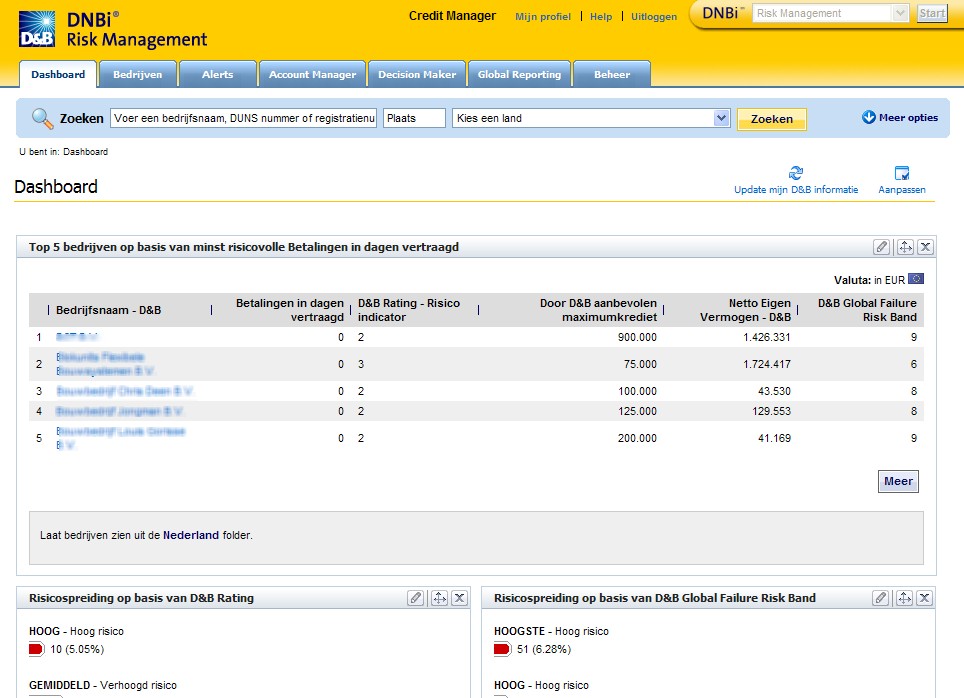 DNBi®
Risk Management
D&B
Credit Manager
Mijn profiel | Help | Uitloggen
DNBi™ Risk Management Start
Dashboard Bedrijven Alerts Account Manager Decision Maker Global Reporting Beheer
Zoeken Voer een bedrijfsnaam, DUNS nummer of registratienu Plaats Kies een land Zoeken Meer opties
U bent in: Dashboard
Dashboard
Update mijn D&B informatie Aanpassen
Top 5 bedrijven op basis van minst risicovolle Betalingen in dagen vertraagd
Valuta: in EUR
Bedrijfsnaam - D&B Betalingen in dagen vertraagd D&B Rating - Risico indicator Door D&B aanbevolen maximumkrediet Netto Eigen Vermogen - D&B D&B Global Failure Risk Band
1 0 2 900.000 1.426.331 9
2 0 3 75.000 1.724.417 6
3 0 2 100.000 43.530 8
4 0 2 125.000 129.553 8
5 0 2 200.000 41.169 9
Meer
Laat bedrijven zien uit de Nederland folder.
Risicospreiding op basis van D&B Rating
HOOG - Hoog risico
10 (5.05%)
GEMIDDELD - Verhoogd risico
Risicospreiding op basis van D&B Global Failure Risk Band
HOOGSTE - Hoog risico
51 (6.28%)
HOOG - Hoog risico